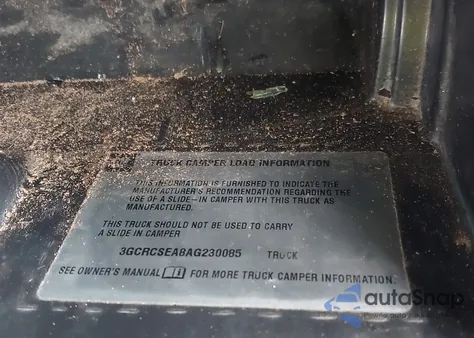 TRUCK CAMPER LOAD INFORMATION
THIS INFORMATION IS FURNISHED TO INDICATE THE
MANUFACTURER'S RECOMMENDATION REGARDING THE
USE OF A SLIDE-IN CAMPER WITH THIS TRUCK AS
MANUFACTURED.
THIS TRUCK SHOULD NOT BE USED TO CARRY
A SLIDE IN CAMPER
3GCRCSEA8AG230085 TRUCK
SEE OWNER'S MANUAL FOR MORE TRUCK CAMPER INFORMATION.
autoSnap